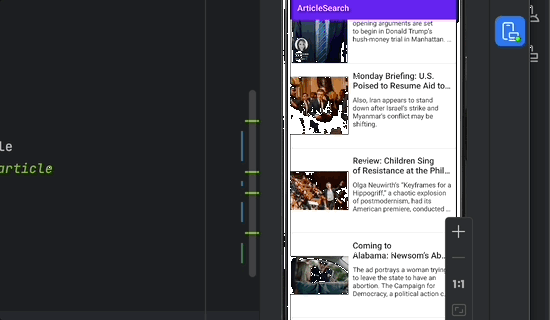 ArticleSearch
opening arguments are set
to begin in Donald Trump's
hush-money trial in Manhattan. ...
Monday Briefing: U.S.
Poised to Resume Aid to...
Also, Iran appears to stand
down after Israel's strike and
Myanmar's conflict may be
shifting.
le
article
Review: Children Sing
of Resistance at the Phil...
Olga Neuwirth's "Keyframes for a
Hippogriff," a chaotic explosion
of postmodernism, had its
American premiere, conducted ...
Coming to
Alabama: Newsom's Ab...
The ad portrays a woman trying
to leave the state to have an
abortion. The Campaign for
Democracy, a political action c...
1:1